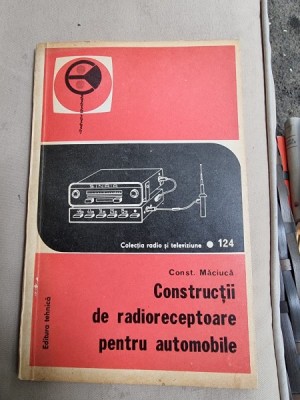 Colecția radio și televiziune • 124
Const. Măciucă
Construcții
de radioreceptoare
pentru automobile
Editura tehnică